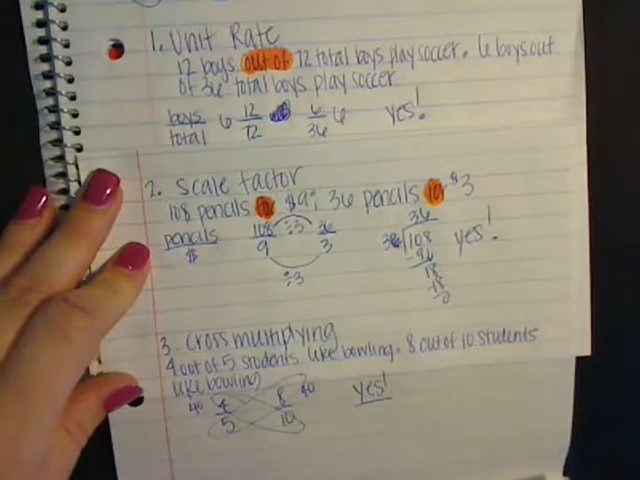 1. Unit Rate
12 boys out of 72 total boys play soccer. 6 boys out
of 36 total boys play soccer
boys total 6 12 72 6 36 6 yes!
2. Scale factor
108 pencils for $9; 36 pencils for $3
pencils $ 108 9 ÷3 36 3 ÷3
36 108 -9 18 -18 0 yes!
3. Cross multiplying
4 out of 5 students like bowling. 8 out of 10 students
like bowling
40 4 5 8 10 40 yes!